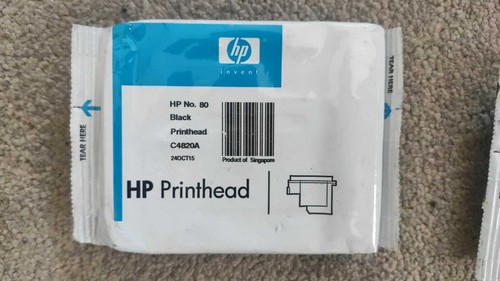 hp
invent
HP No. 80
Black
Printhead
C4820A
24OCT15
Product of Singapore
HP Printhead
TEAR HERE
TEAR HERE